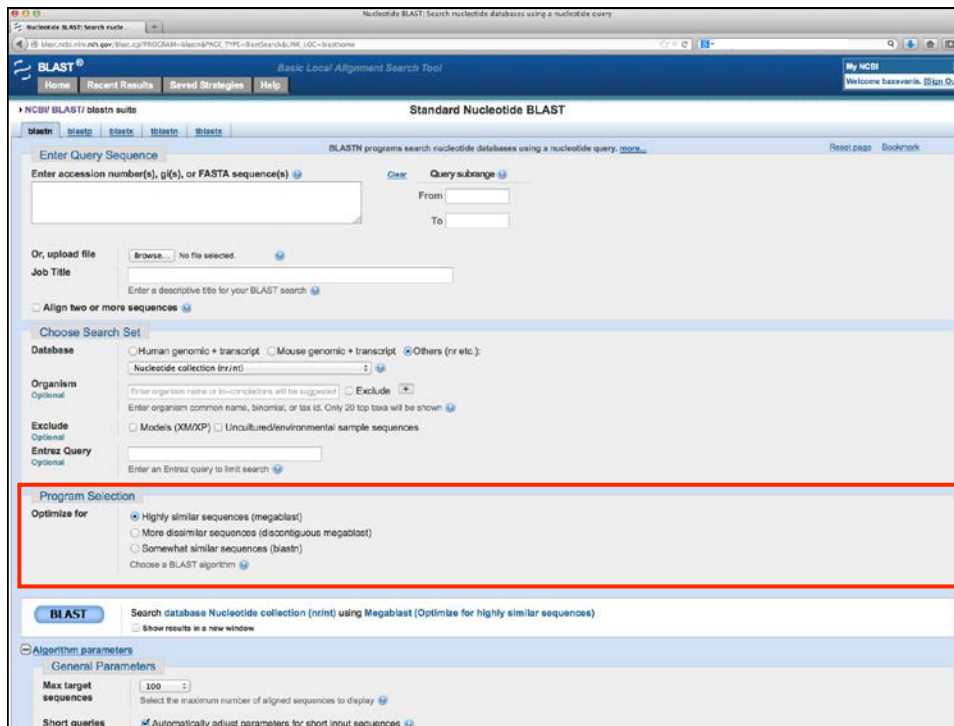 Nucleotide BLAST: Search nucleotide databases using a nucleotide query
Nucleotide BLAST: Search nucle...
BLAST®
Basic Local Alignment Search Tool
My NCBI
Welcome baxevanis. [Sign Ou
Home Recent Results Saved Strategies Help
NCBI/ BLAST/ blastn suite
Standard Nucleotide BLAST
blastn blastp blastx tblastn tblastx
BLASTN programs search nucleotide databases using a nucleotide query. more...
Reset page Bookmark
Enter Query Sequence
Enter accession number(s), gi(s), or FASTA sequence(s)
Clear
Query subrange
From
To
Or, upload file
Browse... No file selected.
Job Title
Enter a descriptive title for your BLAST search
Align two or more sequences
Choose Search Set
Database
Human genomic + transcript Mouse genomic + transcript Others (nr etc.):
Nucleotide collection (nr/nt)
Organism
Optional
Enter organism name or id--completions will be suggested
Exclude +
Enter organism common name, binomial, or tax id. Only 20 top taxa will be shown
Exclude
Optional
Models (XM/XP) Uncultured/environmental sample sequences
Entrez Query
Optional
Enter an Entrez query to limit search
Program Selection
Optimize for
Highly similar sequences (megablast)
More dissimilar sequences (discontiguous megablast)
Somewhat similar sequences (blastn)
Choose a BLAST algorithm
BLAST
Search database Nucleotide collection (nr/nt) using Megablast (Optimize for highly similar sequences)
Show results in a new window
Algorithm parameters
General Parameters
Max target
sequences
100
Select the maximum number of aligned sequences to display
Short queries
Automatically adjust parameters for short input sequences